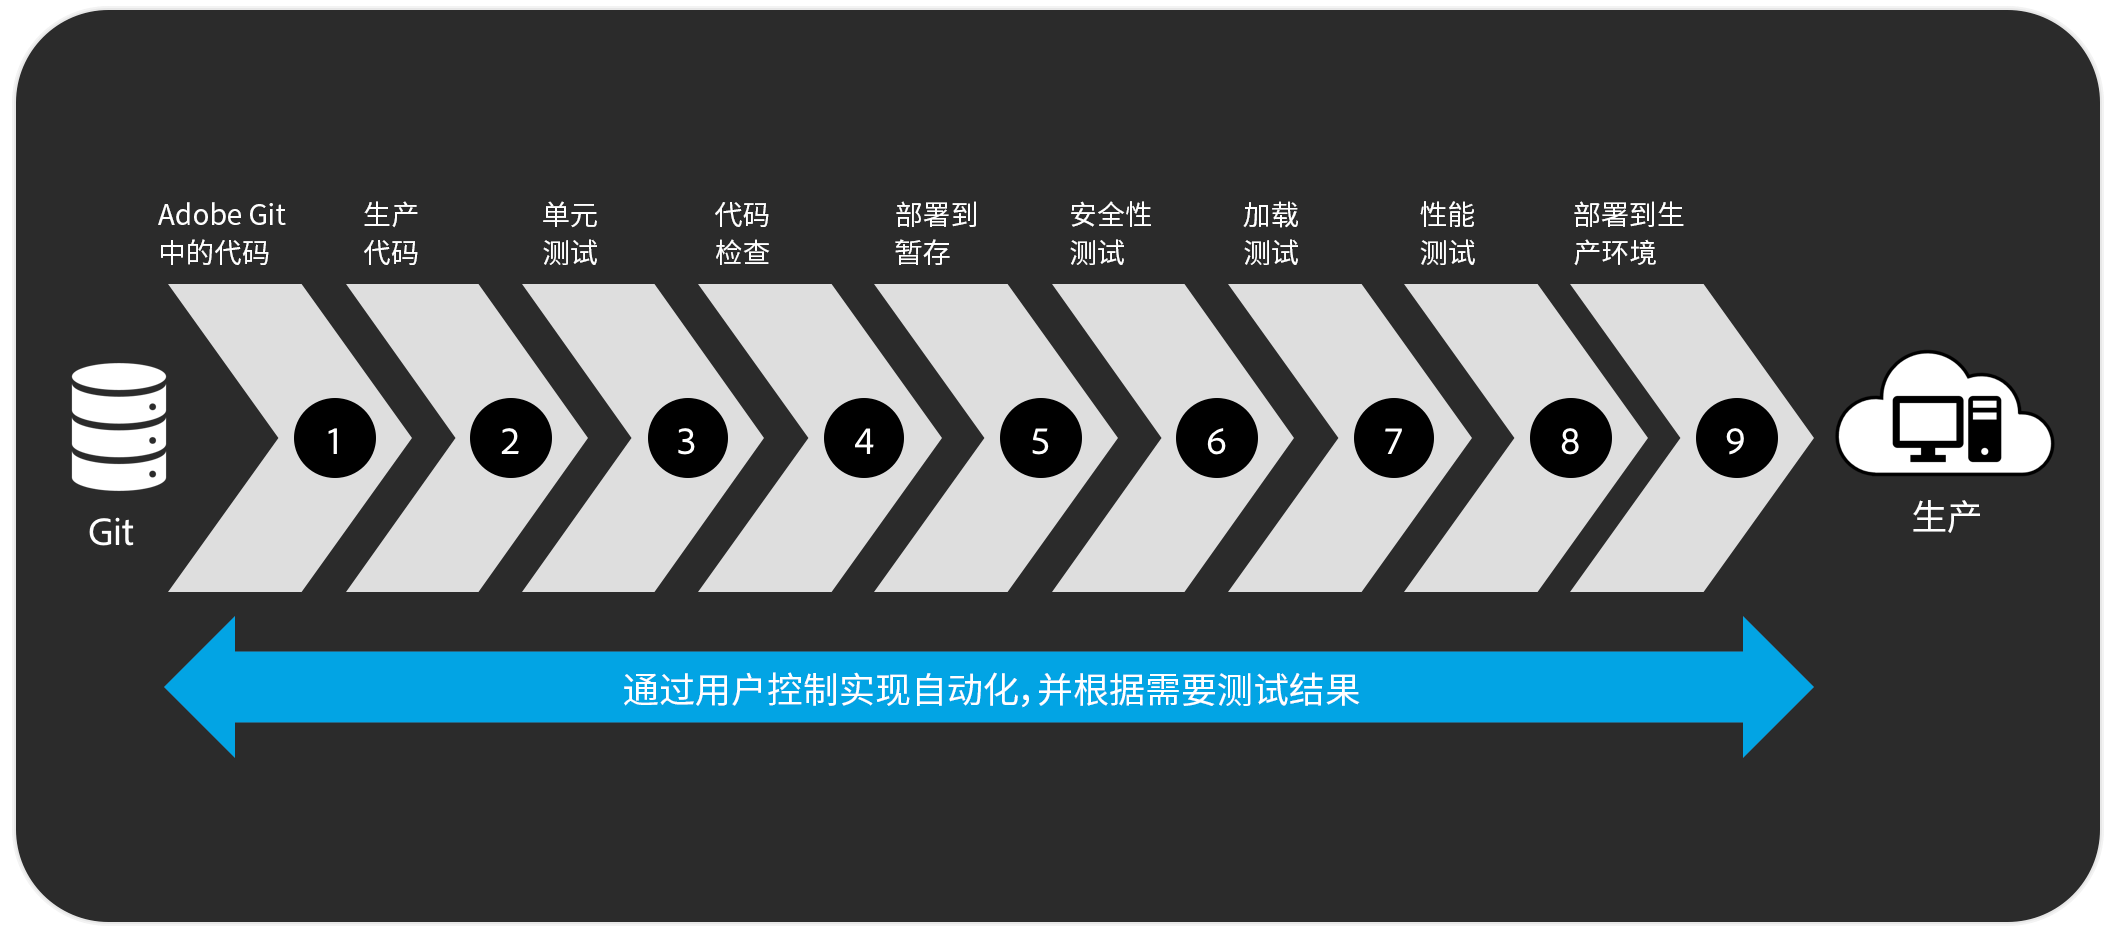 Adobe Git
中的代码
生产
代码
单元
测试
代码
检查
部署到
暂存
安全性
测试
加载
测试
性能
测试
部署到生
产环境
1
2
3
4
5
6
7
8
9
Git
生产
通过用户控制实现自动化，并根据需要测试结果